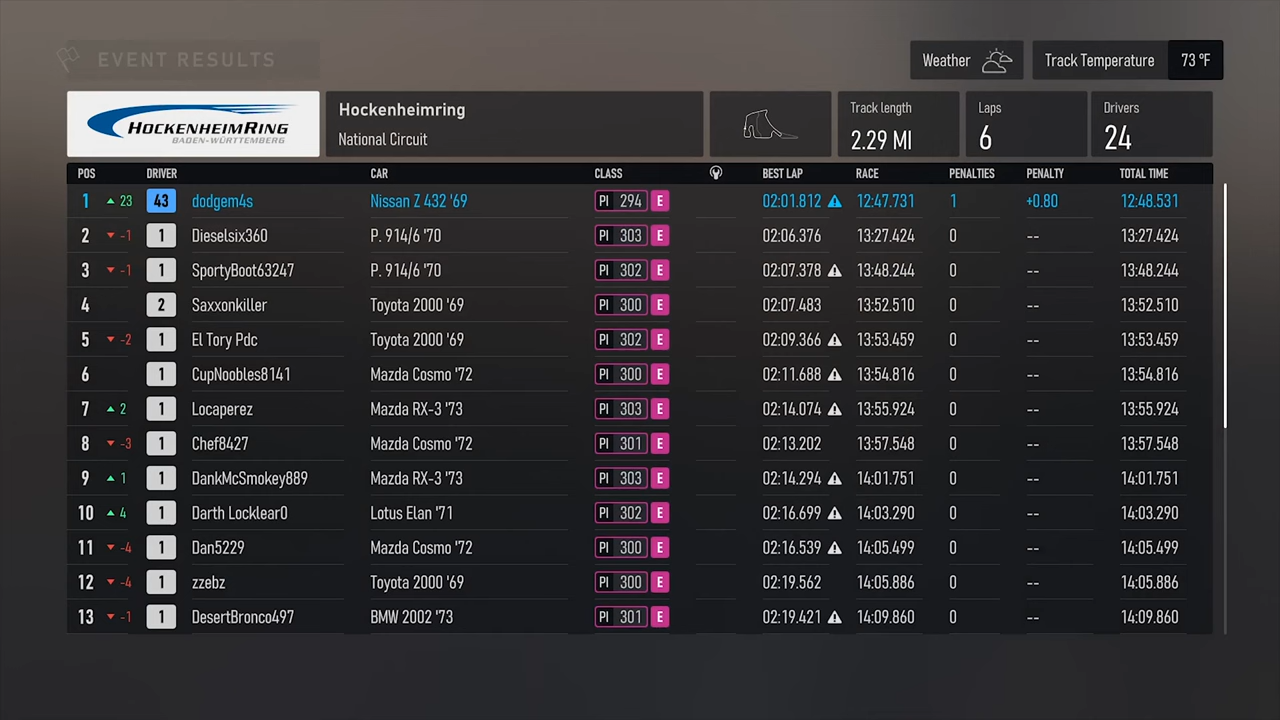 EVENT RESULTS
Weather
Track Temperature 73 °F
HOCKENHEIMRING
BADEN-WÜRTTEMBERG
Hockenheimring
National Circuit
Track length
2.29 MI
Laps
6
Drivers
24
POS DRIVER CAR CLASS BEST LAP RACE PENALTIES PENALTY TOTAL TIME
1 23 43 dodgem4s Nissan Z 432 '69 PI 294 E 02:01.812 12:47.731 1 +0.80 12:48.531
2 -1 1 Dieselsix360 P. 914/6 '70 PI 303 E 02:06.376 13:27.424 0 -- 13:27.424
3 -1 1 SportyBoot63247 P. 914/6 '70 PI 302 E 02:07.378 13:48.244 0 -- 13:48.244
4 2 Saxxonkiller Toyota 2000 '69 PI 300 E 02:07.483 13:52.510 0 -- 13:52.510
5 -2 1 El Tory Pdc Toyota 2000 '69 PI 302 E 02:09.366 13:53.459 0 -- 13:53.459
6 1 CupNoobles8141 Mazda Cosmo '72 PI 300 E 02:11.688 13:54.816 0 -- 13:54.816
7 2 1 Locaperez Mazda RX-3 '73 PI 303 E 02:14.074 13:55.924 0 -- 13:55.924
8 -3 1 Chef8427 Mazda Cosmo '72 PI 301 E 02:13.202 13:57.548 0 -- 13:57.548
9 1 1 DankMcSmokey889 Mazda RX-3 '73 PI 303 E 02:14.294 14:01.751 0 -- 14:01.751
10 4 1 Darth Locklear0 Lotus Elan '71 PI 302 E 02:16.699 14:03.290 0 -- 14:03.290
11 -4 1 Dan5229 Mazda Cosmo '72 PI 300 E 02:16.539 14:05.499 0 -- 14:05.499
12 -4 1 zzebz Toyota 2000 '69 PI 300 E 02:19.562 14:05.886 0 -- 14:05.886
13 -1 1 DesertBronco497 BMW 2002 '73 PI 301 E 02:19.421 14:09.860 0 -- 14:09.860